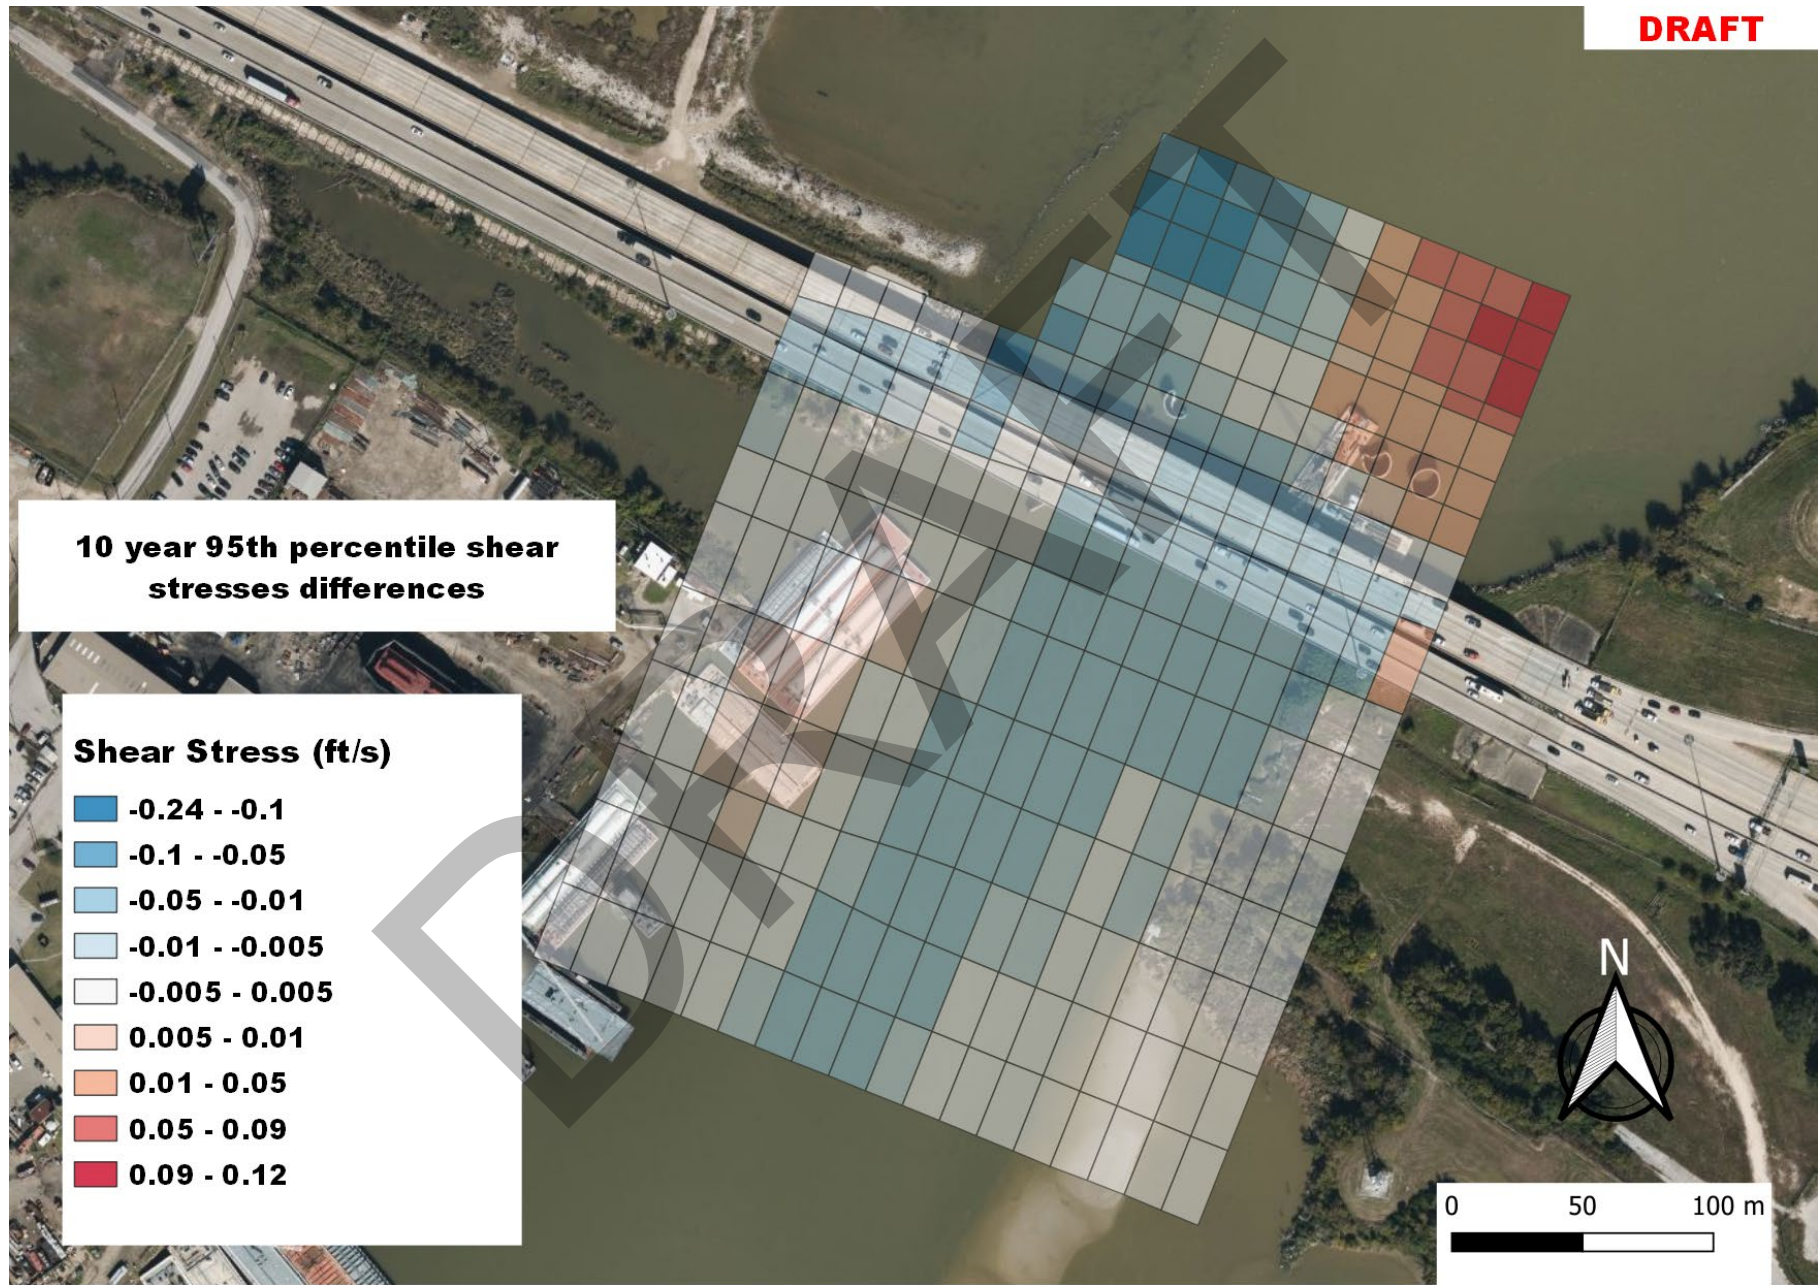 DRAFT
DRAFT
10 year 95th percentile shear
stresses differences
Shear Stress (ft/s)
-0.24 - -0.1
-0.1 - -0.05
-0.05 - -0.01
-0.01 - -0.005
-0.005 - 0.005
0.005 - 0.01
0.01 - 0.05
0.05 - 0.09
0.09 - 0.12
N
0 50 100 m